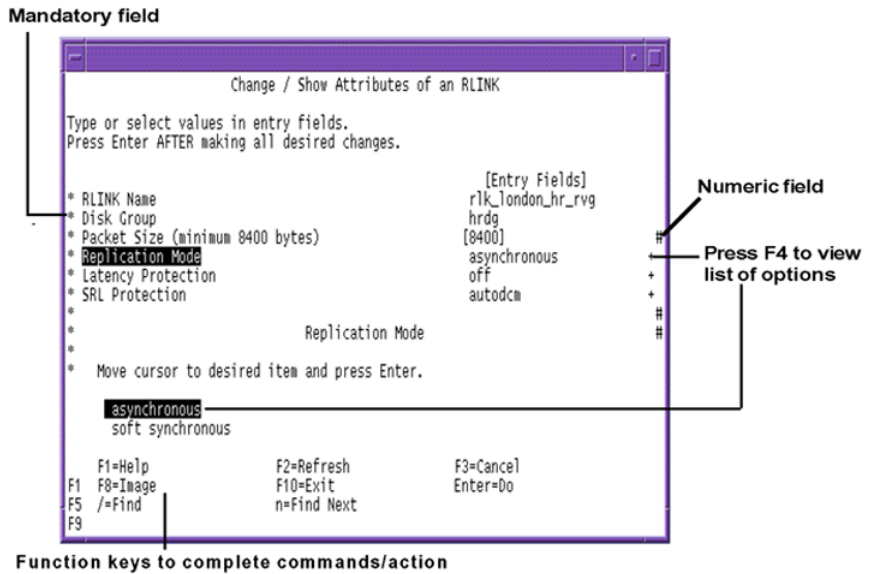 Mandatory field
Change / Show Attributes of an RLINK
Type or select values in entry fields.
Press Enter AFTER making all desired changes.
[Entry Fields]
* RLINK Name rlk_london_hr_rvg
* Disk Group hrdg
* Packet Size (minimum 8400 bytes) [8400] #
* Replication Mode asynchronous +
* Latency Protection off +
* SRL Protection autodcm +
* #
* Replication Mode #
*
* Move cursor to desired item and press Enter.
asynchronous
soft synchronous
F1=Help F2=Refresh F3=Cancel
F1 F8=Image F10=Exit Enter=Do
F5 /=Find n=Find Next
F9
Numeric field
Press F4 to view
list of options
Function keys to complete commands/action